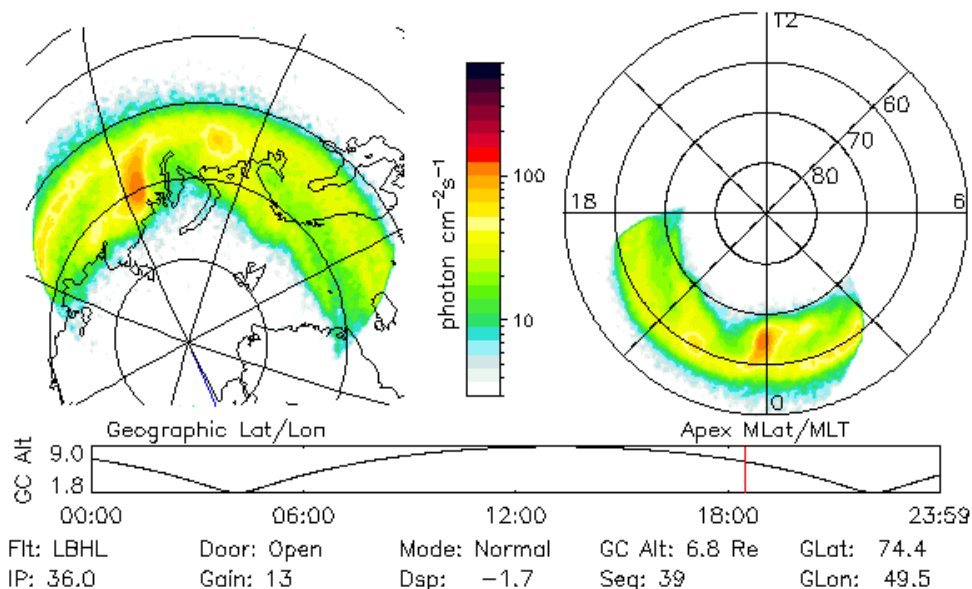 12
60
70
80
18
6
0
photon cm-2s-1
100
10
Geographic Lat/Lon
Apex MLat/MLT
GC Alt
9.0
1.8
00:00 06:00 12:00 18:00 23:59
Flt: LBHL Door: Open Mode: Normal GC Alt: 6.8 Re GLat: 74.4
IP: 36.0 Gain: 13 Dsp: -1.7 Seq: 39 GLon: 49.5